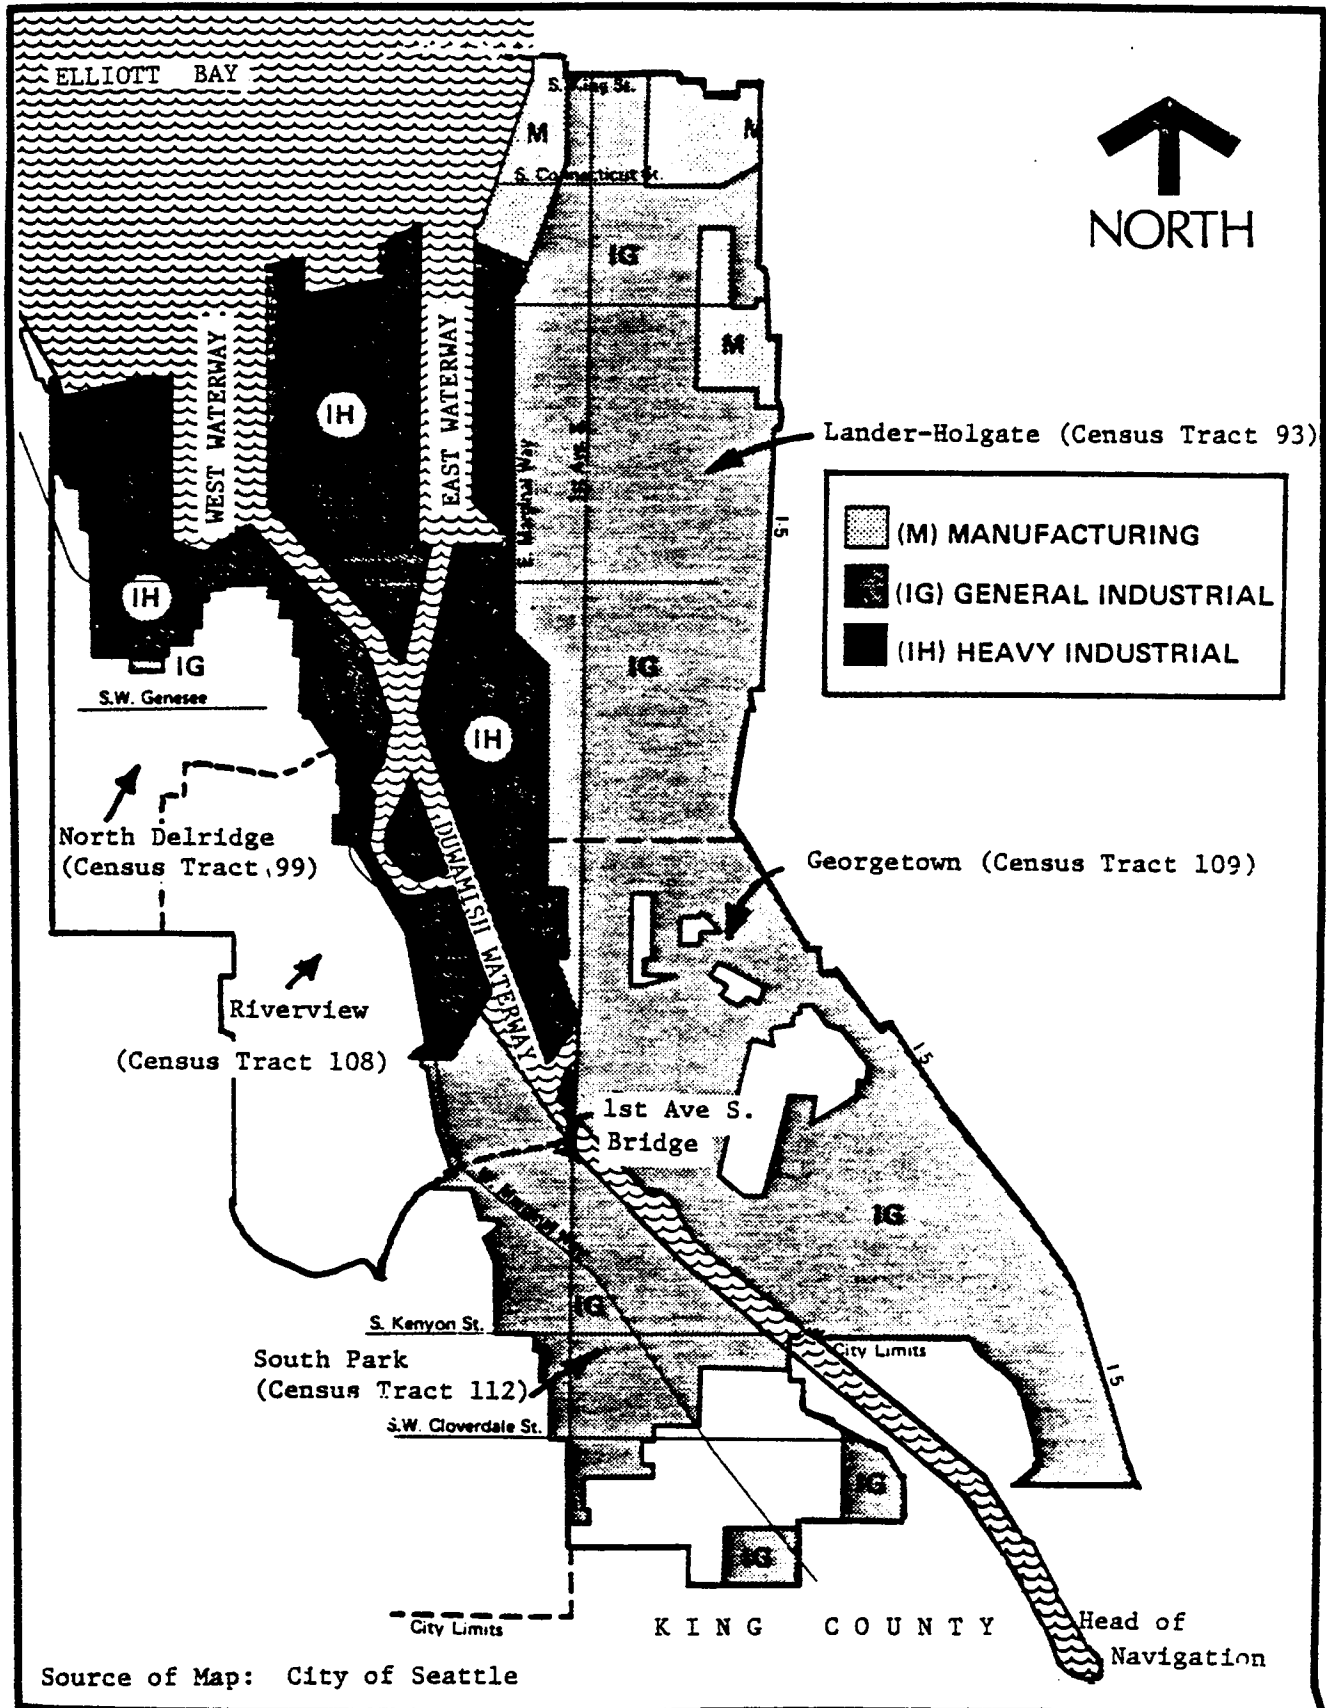 ELLIOTT BAY
S. King St.
M
M
S. Connecticut St.
NORTH
IG
WEST WATERWAY
EAST WATERWAY
M
IH
E. Marginal Way
Lander-Holgate (Census Tract 93)
I-5
(M) MANUFACTURING
(IG) GENERAL INDUSTRIAL
(IH) HEAVY INDUSTRIAL
IH
IG
IG
S.W. Genesee
IH
North Delridge
(Census Tract 99)
DUWAMISH WATERWAY
Georgetown (Census Tract 109)
Riverview
(Census Tract 108)
I 5
1st Ave S.
Bridge
W. Marginal Way
IG
IG
S. Kenyon St.
City Limits
South Park
(Census Tract 112)
I 5
S.W. Cloverdale St.
IG
IG
City Limits
KING COUNTY
Head of
Navigation
Source of Map: City of Seattle